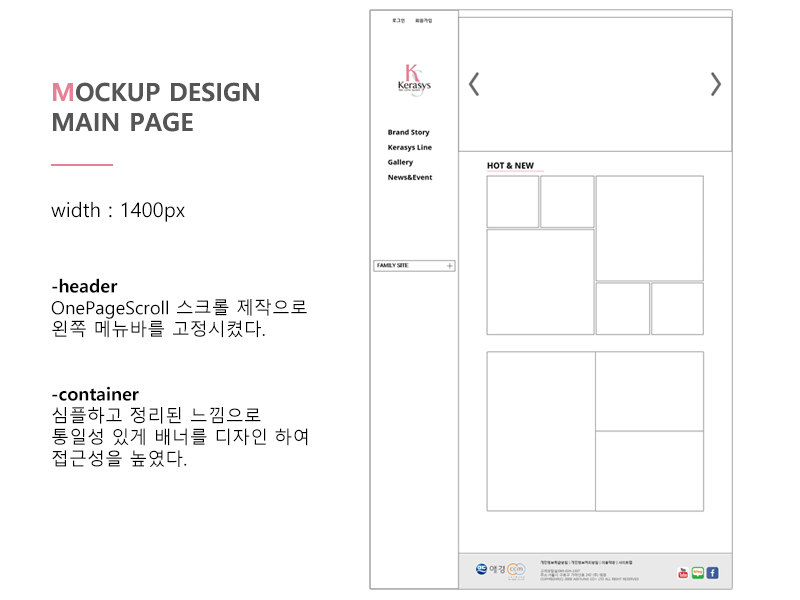 MOCKUP DESIGN
MAIN PAGE
width : 1400px
-header
OnePageScroll 스크롤 제작으로
왼쪽 메뉴바를 고정시켰다.
-container
심플하고 정리된 느낌으로
통일성 있게 배너를 디자인 하여
접근성을 높였다.
로그인 회원가입
K
Kerasys
Brand Story
Kerasys Line
Gallery
News&Event
FAMILY SITE
HOT & NEW
애경